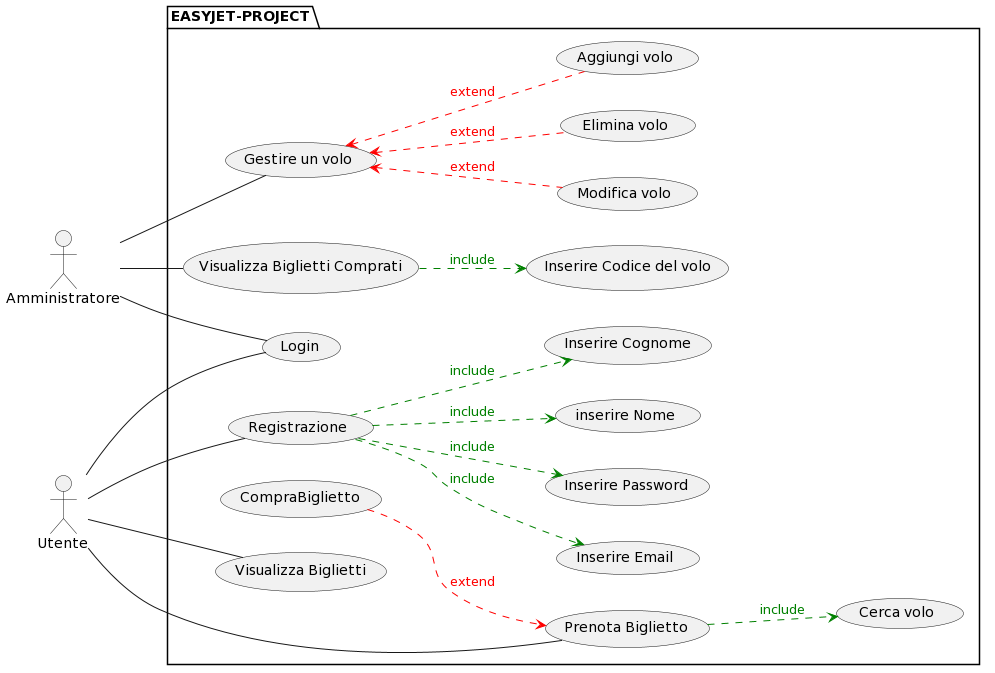 EASYJET-PROJECT
Aggiungi volo
extend
Elimina volo
extend
Gestire un volo
extend
Modifica volo
Visualizza Biglietti Comprati
include
Inserire Codice del volo
Amministratore
Login
Inserire Cognome
include
Registrazione
include
inserire Nome
include
Inserire Password
include
CompraBiglietto
Utente
Inserire Email
Visualizza Biglietti
extend
Prenota Biglietto
include
Cerca volo